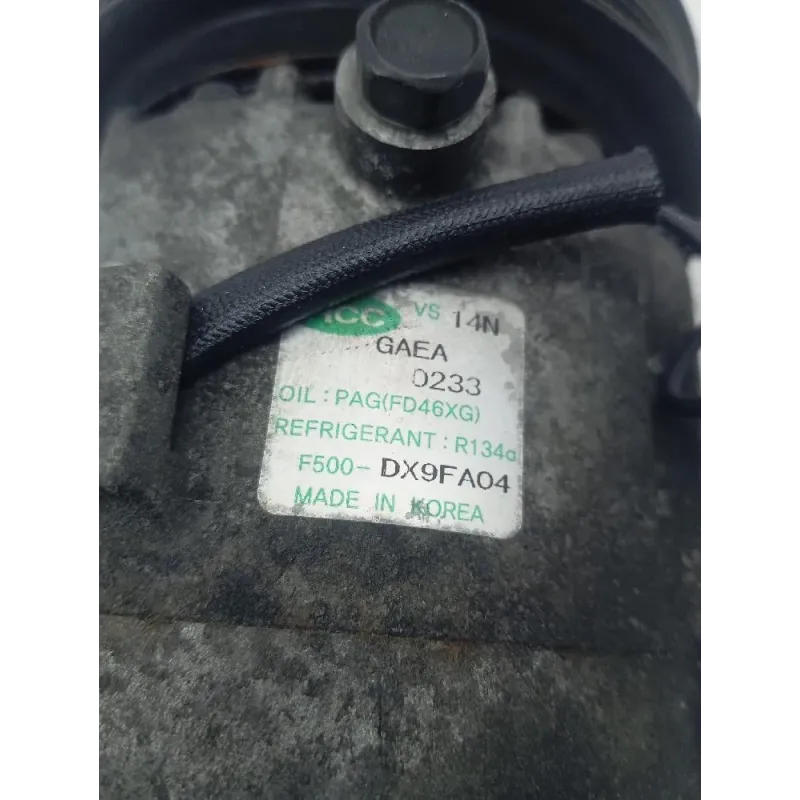 VS 14N
GAEA
0233
OIL : PAG(FD46XG)
REFRIGERANT : R134a
F500- DX9FA04
MADE IN KOREA